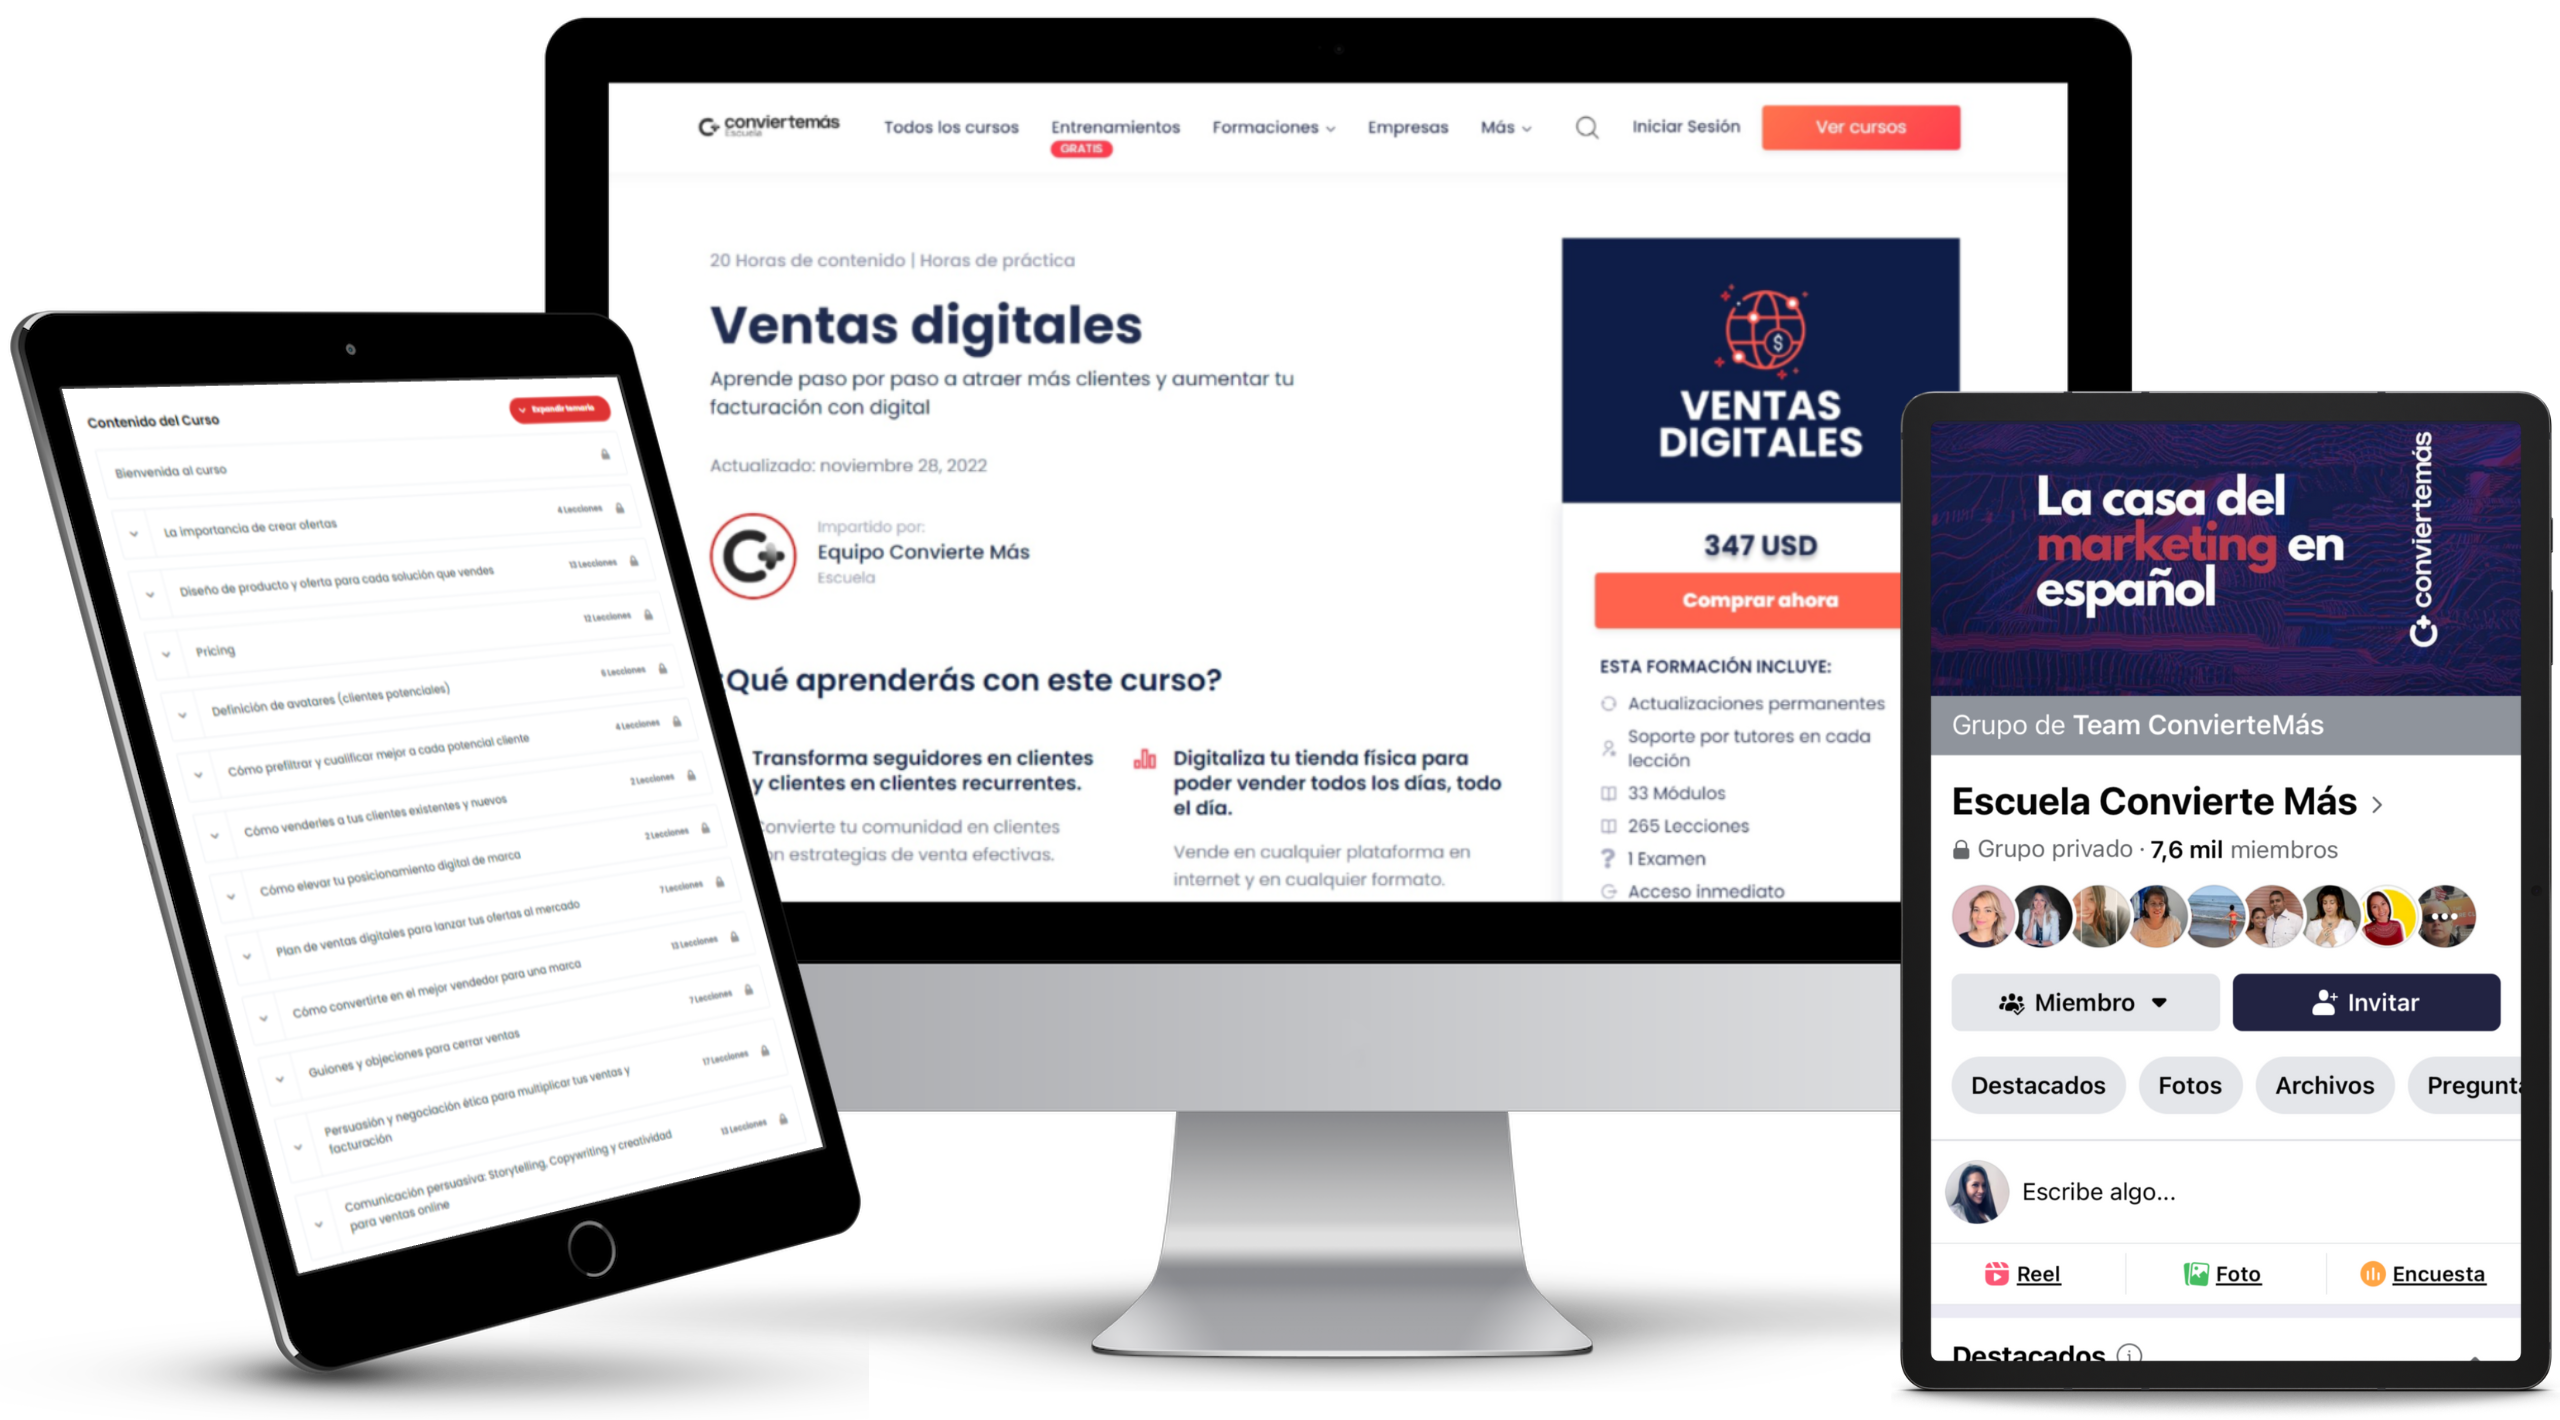 conviertemás
Escuela
Todos los cursos
Entrenamientos
GRATIS
Formaciones
Empresas
Más
Iniciar Sesión
Ver cursos
20 Horas de contenido | Horas de práctica
Ventas digitales
Aprende paso por paso a atraer más clientes y aumentar tu
facturación con digital
Actualizado: noviembre 28, 2022
Impartido por:
Equipo Convierte Más
Escuela
¿Qué aprenderás con este curso?
Transforma seguidores en clientes
y clientes en clientes recurrentes.
Convierte tu comunidad en clientes
on estrategias de venta efectivas.
Digitaliza tu tienda física para
poder vender todos los días, todo
el día.
Vende en cualquier plataforma en
internet y en cualquier formato.
VENTAS
DIGITALES
347 USD
Comprar ahora
ESTA FORMACIÓN INCLUYE:
Actualizaciones permanentes
Soporte por tutores en cada
lección
33 Módulos
265 Lecciones
1 Examen
Acceso inmediato
Contenido del Curso
Expandir temario
Bienvenida al curso
La importancia de crear ofertas
4 Lecciones
Diseño de producto y oferta para cada solución que vendes
13 Lecciones
Pricing
12 Lecciones
Definición de avatares (clientes potenciales)
6 Lecciones
Cómo prefiltrar y cualificar mejor a cada potencial cliente
4 Lecciones
Cómo venderles a tus clientes existentes y nuevos
2 Lecciones
Cómo elevar tu posicionamiento digital de marca
2 Lecciones
Plan de ventas digitales para lanzar tus ofertas al mercado
7 Lecciones
Cómo convertirte en el mejor vendedor para una marca
13 Lecciones
Guiones y objeciones para cerrar ventas
7 Lecciones
Persuasión y negociación ética para multiplicar tus ventas y
facturación
17 Lecciones
Comunicación persuasiva: Storytelling, Copywriting y creatividad
para ventas online
13 Lecciones
La casa del
marketing en
español
conviertemás
Grupo de Team ConvierteMás
Escuela Convierte Más
Grupo privado · 7,6 mil miembros
Miembro
Invitar
Destacados
Fotos
Archivos
Pregunta
Escribe algo...
Reel
Foto
Encuesta
Destacados